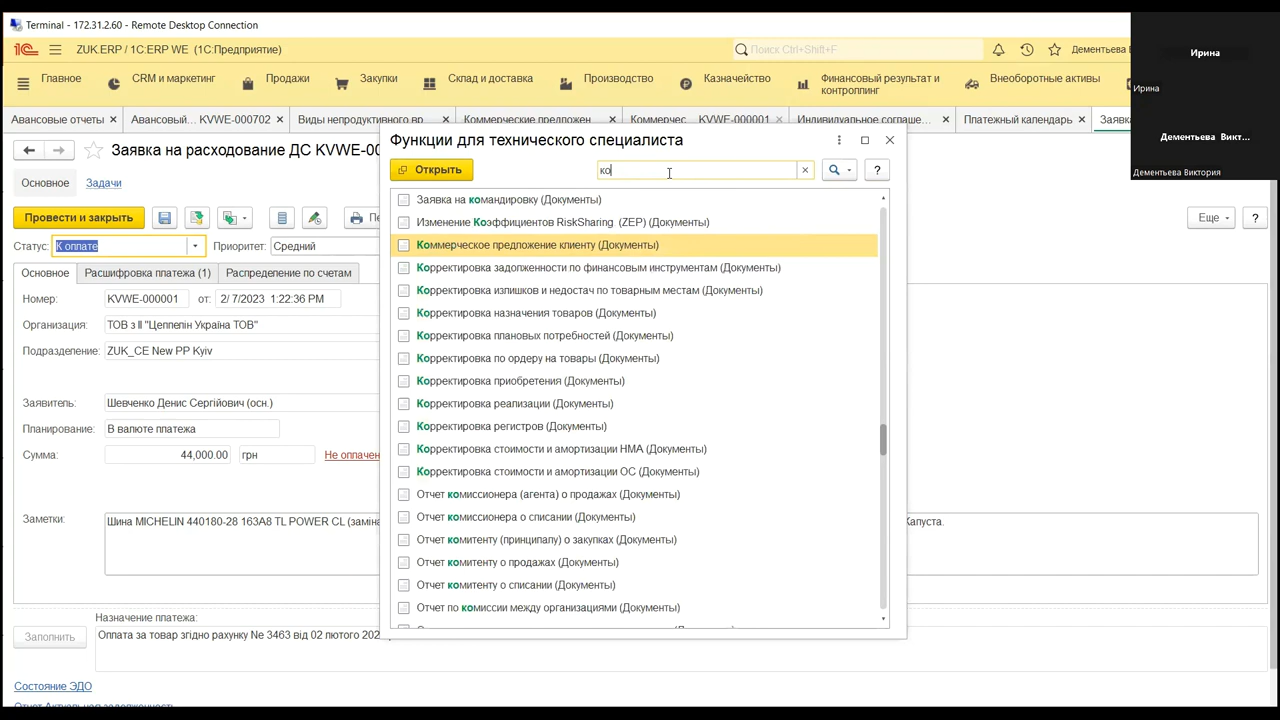 Terminal - 172.31.2.60 - Remote Desktop Connection
ZUK.ERP / 1C:ERP WE (1С:Предприятие)
Поиск Ctrl+Shift+F
Дементьева В
Ирина
Ирина
Дементьева Викт...
Дементьева Виктория
Главное
CRM и маркетинг
Продажи
Закупки
Склад и доставка
Производство
Казначейство
Финансовый результат и
контроллинг
Внеоборотные активы
Авансовые отчеты
Авансовый... KVWE-000702
Виды непродуктивного вр
Коммерческие предложен
Коммерчес... KVWE-000001
Индивидуальное соглаше...
Платежный календарь
Заявк
Заявка на расходование ДС KVWE-00
Основное
Задачи
Провести и закрыть
Еще
?
Статус:
К оплате
Приоритет:
Средний
Основное
Расшифровка платежа (1)
Распределение по счетам
Номер:
KVWE-000001
от:
2/ 7/2023 1:22:36 PM
Организация:
ТОВ з ІІ "Цеппелін Україна ТОВ"
Подразделение:
ZUK_CE New PP Kyiv
Заявитель:
Шевченко Денис Сергійович (осн.)
Планирование:
В валюте платежа
Сумма:
44,000.00
грн
Не оплачен
Заметки:
Шина MICHELIN 440180-28 163A8 TL POWER CL (заміна
Капуста.
Назначение платежа:
Заполнить
Оплата за товар згідно рахунку № 3463 від 02 лютого 202
Состояние ЭДО
Отчет Актуальная задолженность
Функции для технического специалиста
Открыть
ко
?
Заявка на командировку (Документы)
Изменение Коэффициентов RiskSharing (ZEP) (Документы)
Коммерческое предложение клиенту (Документы)
Корректировка задолженности по финансовым инструментам (Документы)
Корректировка излишков и недостач по товарным местам (Документы)
Корректировка назначения товаров (Документы)
Корректировка плановых потребностей (Документы)
Корректировка по ордеру на товары (Документы)
Корректировка приобретения (Документы)
Корректировка реализации (Документы)
Корректировка регистров (Документы)
Корректировка стоимости и амортизации НМА (Документы)
Корректировка стоимости и амортизации ОС (Документы)
Отчет комиссионера (агента) о продажах (Документы)
Отчет комиссионера о списании (Документы)
Отчет комитенту (принципалу) о закупках (Документы)
Отчет комитенту о продажах (Документы)
Отчет комитенту о списании (Документы)
Отчет по комиссии между организациями (Документы)